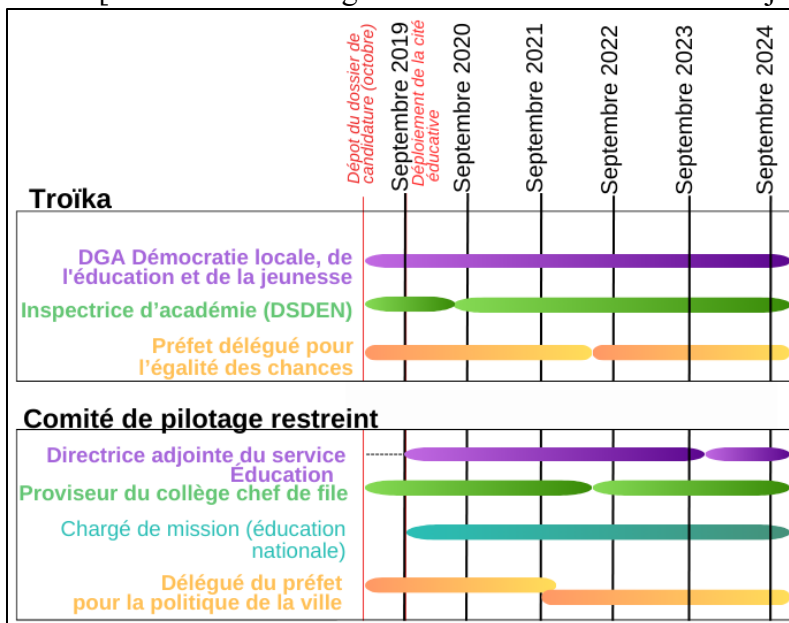 Dépot du dossier de
candidature (octobre)
Septembre 2019
Déploiement de la cité
éducative
Septembre 2020
Septembre 2021
Septembre 2022
Septembre 2023
Septembre 2024
Troïka
DGA Démocratie locale, de
l'éducation et de la jeunesse
Inspectrice d’académie (DSDEN)
Préfet délégué pour
l’égalité des chances
Comité de pilotage restreint
Directrice adjointe du service
Éducation
Proviseur du collège chef de file
Chargé de mission (éducation
nationale)
Délégué du préfet
pour la politique de la ville